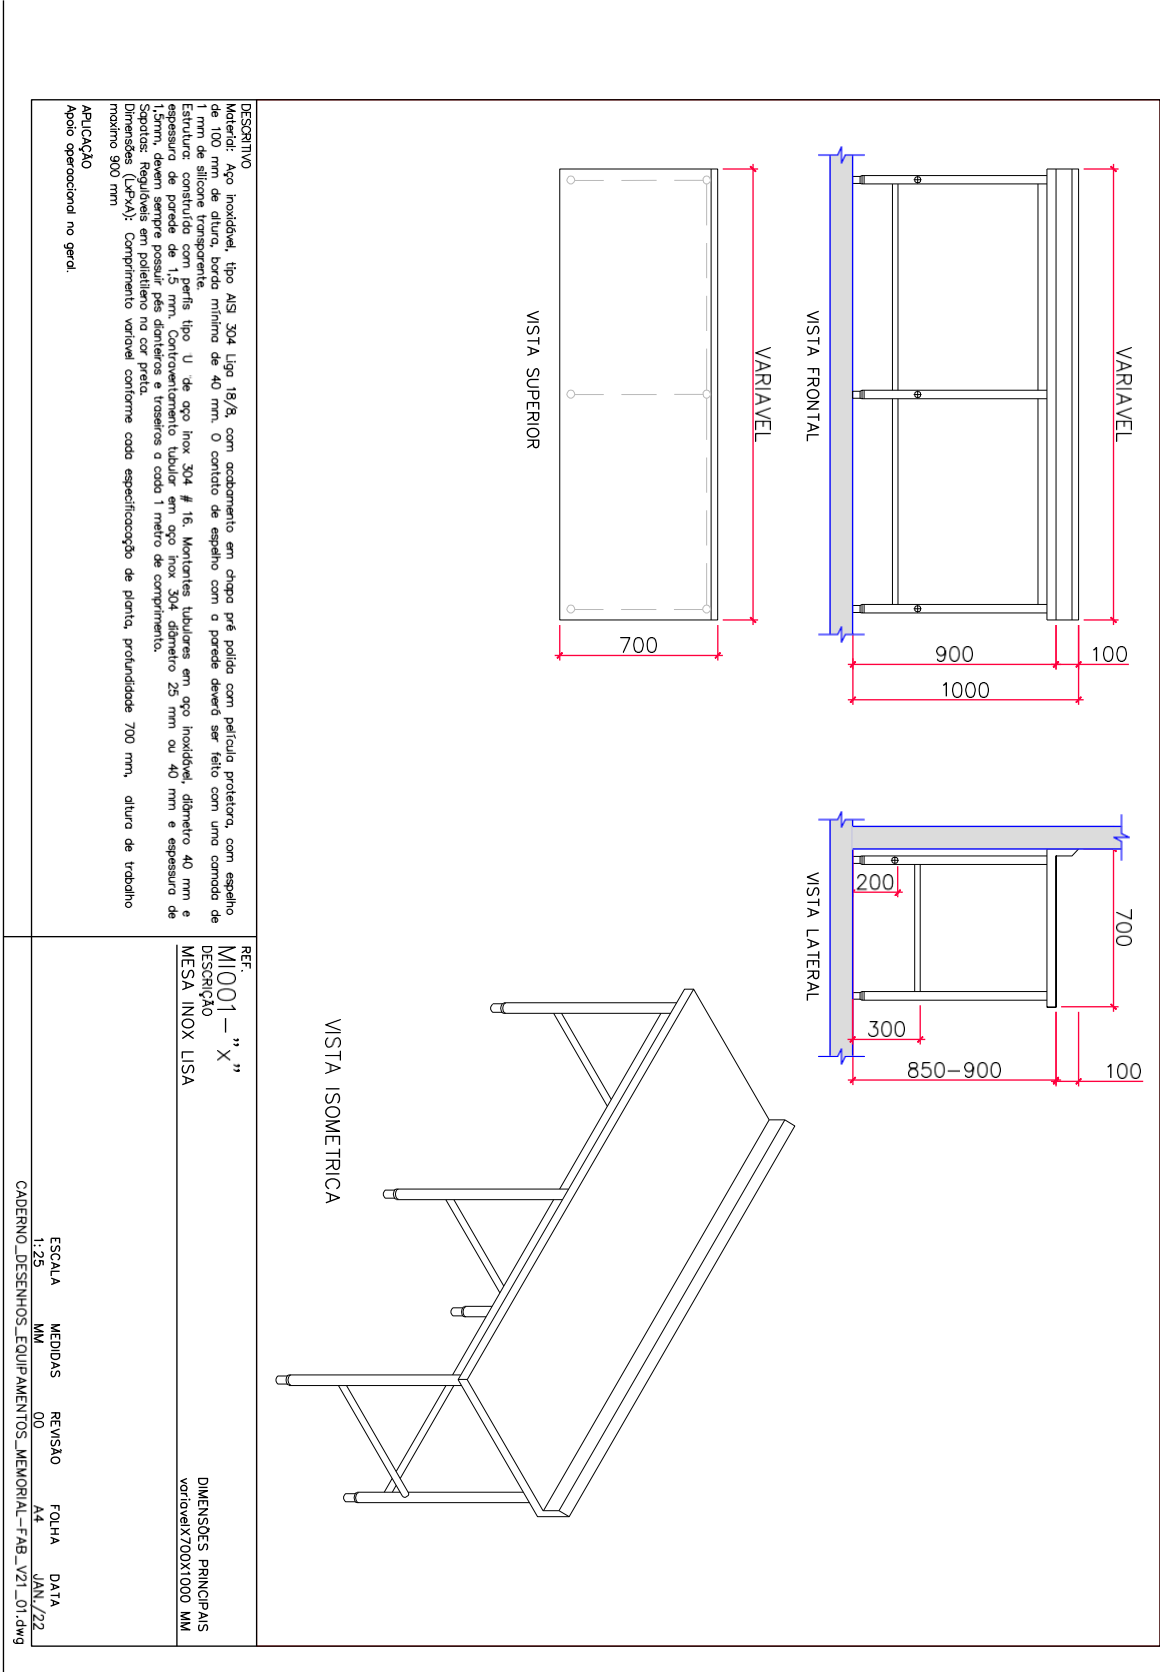 VARIAVEL
100
900
1000
VISTA FRONTAL
700
100
850-900
200
300
VISTA LATERAL
VARIAVEL
700
VISTA SUPERIOR
VISTA ISOMETRICA
DESCRITIVO
Material: Aço inoxidável, tipo AISI 304 Liga 18/8, com acabamento em chapa pré polida com película protetora, com espelho
de 100 mm de altura, borda mínima de 40 mm. O contato de espelho com a parede deverá ser feito com uma camada de
1 mm de silicone transparente.
Estrutura: construída com perfis tipo U de aço inox 304 # 16. Montantes tubulares em aço inoxidável, diâmetro 40 mm e
espessura de parede de 1,5 mm. Contraventamento tubular em aço inox 304 diâmetro 25 mm ou 40 mm e espessura de
1,5mm, devem sempre possuir pés dianteiros e traseiros a cada 1 metro de comprimento.
Sapatas: Reguláveis em polietileno na cor preta.
Dimensões (LxPxA): Comprimento variavel conforme cada especificacação de planta, profundidade 700 mm, altura de trabalho
maximo 900 mm
APLICAÇÃO
Apoio operaocional no geral.
REF.
MI001-"x"
DESCRIÇÃO
MESA INOX LISA
DIMENSÕES PRINCIPAIS
variavelX700X1000 MM
ESCALA MEDIDAS REVISÃO FOLHA DATA
1:25 MM 00 A4 JAN./22
CADERNO_DESENHOS_EQUIPAMENTOS_MEMORIAL-FAB_V21_01.dwg